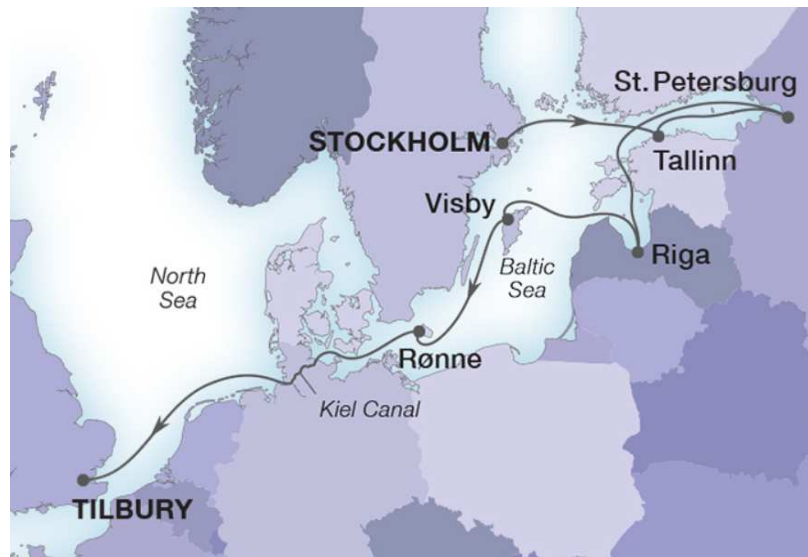 St. Petersburg
STOCKHOLM
Tallinn
Visby
Riga
North
Sea
Baltic
Sea
Rønne
Kiel Canal
TILBURY